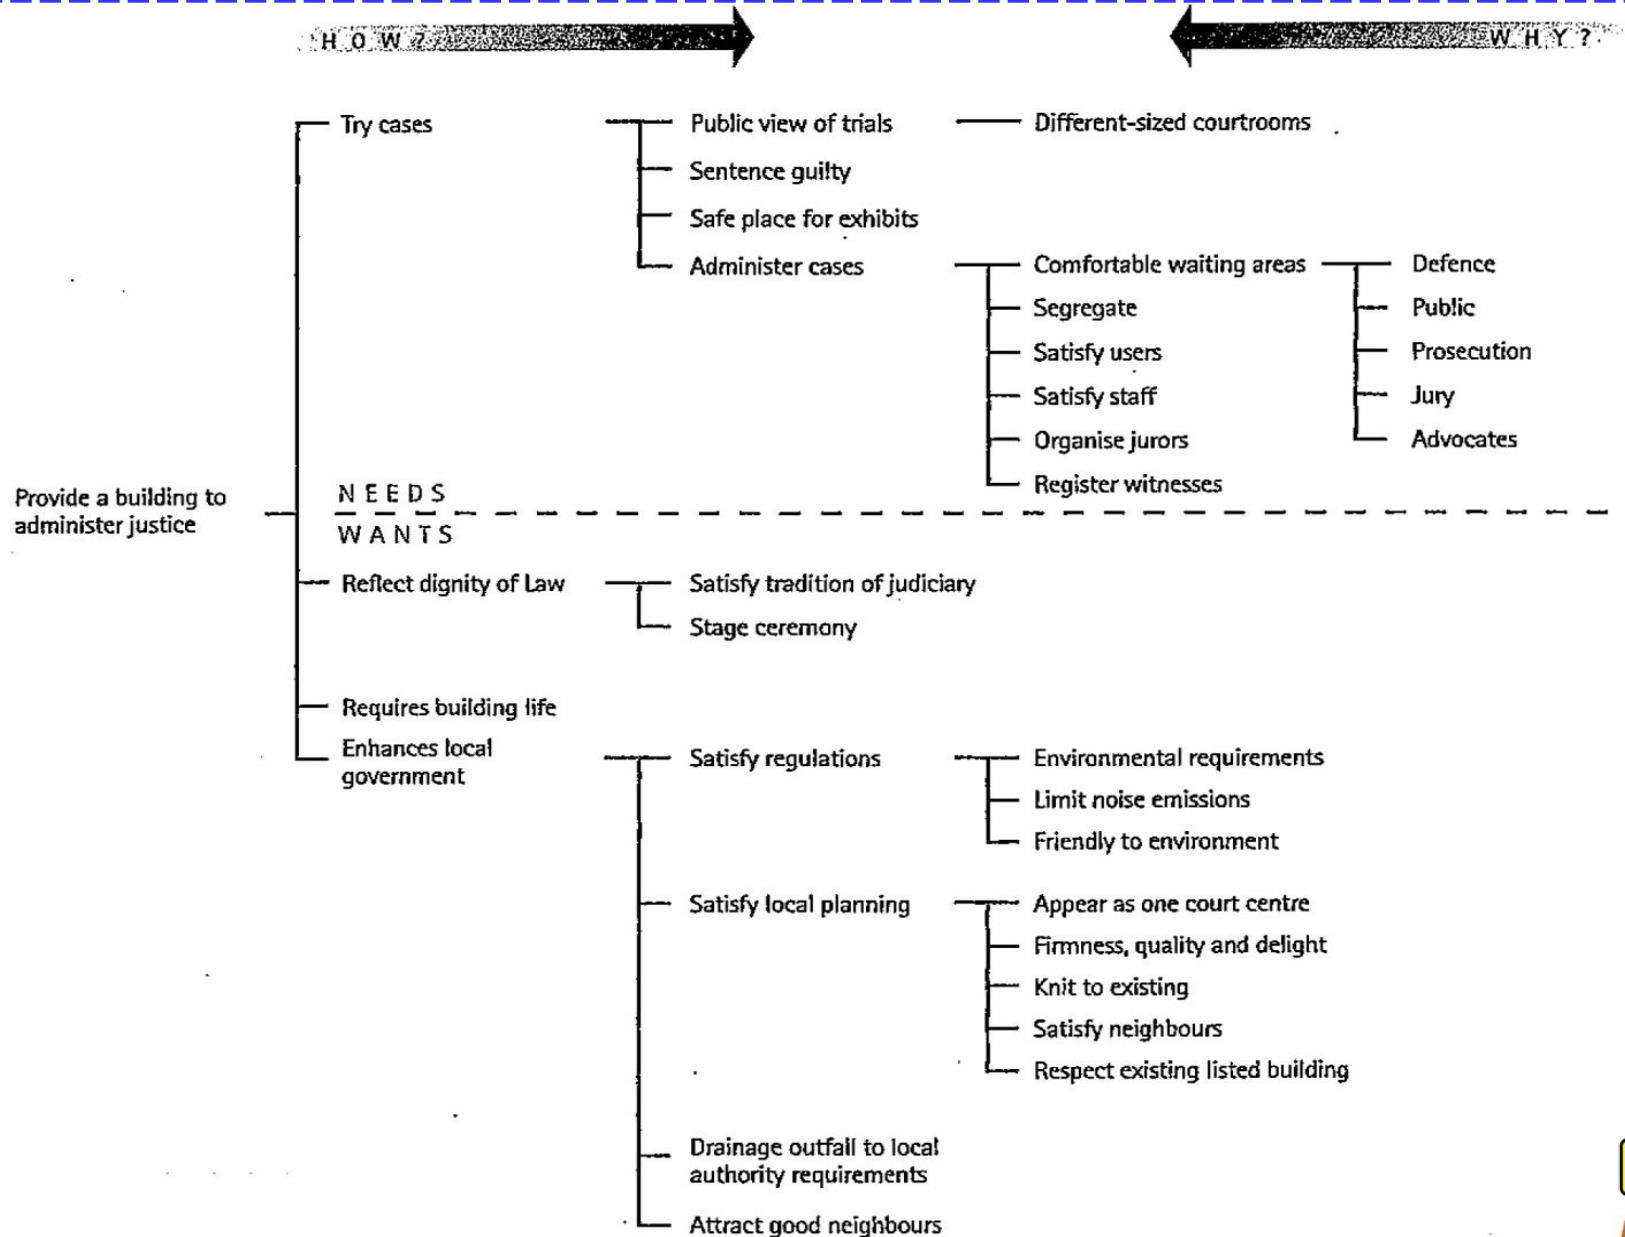 HOW?
WHY?
Try cases
Public view of trials
Different-sized courtrooms
Sentence guilty
Safe place for exhibits
Administer cases
Comfortable waiting areas
Defence
Segregate
Public
Satisfy users
Prosecution
Satisfy staff
Jury
Organise jurors
Advocates
Register witnesses
Provide a building to
administer justice
NEEDS
WANTS
Reflect dignity of Law
Satisfy tradition of judiciary
Stage ceremony
Requires building life
Enhances local
government
Satisfy regulations
Environmental requirements
Limit noise emissions
Friendly to environment
Satisfy local planning
Appear as one court centre
Firmness, quality and delight
Knit to existing
Satisfy neighbours
Respect existing listed building
Drainage outfall to local
authority requirements
Attract good neighbours